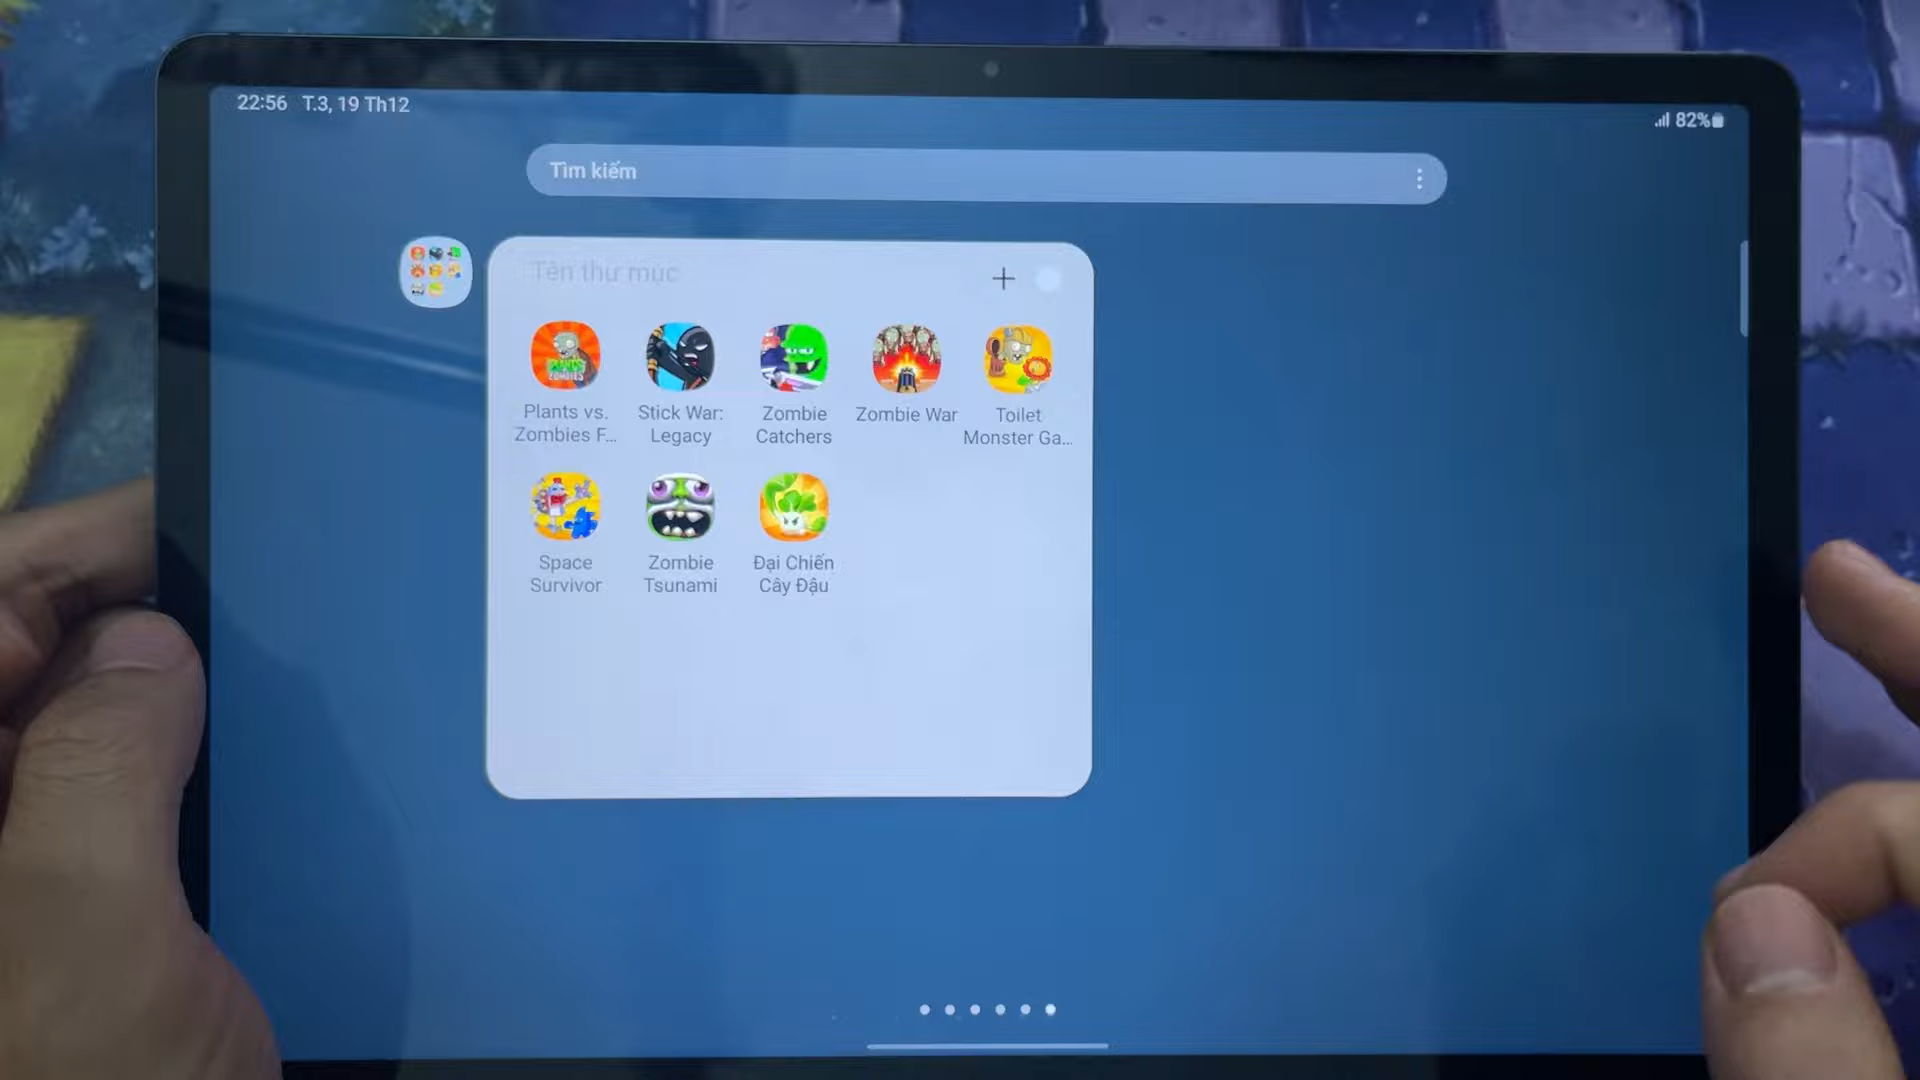 22:56 T.3, 19 Th12
82%
Tìm kiếm
Tên thư mục
Plants vs.
Zombies F...
Stick War:
Legacy
Zombie
Catchers
Zombie War
Toilet
Monster Ga...
Space
Survivor
Zombie
Tsunami
Đại Chiến
Cây Đậu